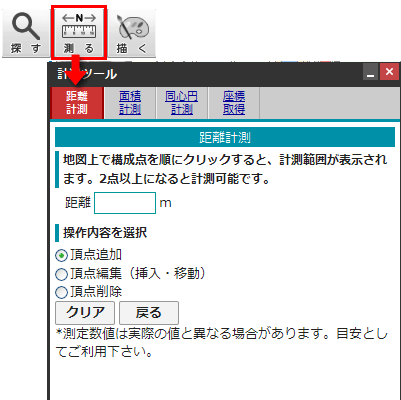 探す
N
測る
描く
計測ツール
距離
計測
面積
計測
同心円
計測
座標
取得
距離計測
地図上で構成点を順にクリックすると、計測範囲が表示され
ます。2点以上になると計測可能です。
距離 m
操作内容を選択
頂点追加
頂点編集（挿入・移動）
頂点削除
クリア 戻る
*測定数値は実際の値と異なる場合があります。目安とし
てご利用下さい。